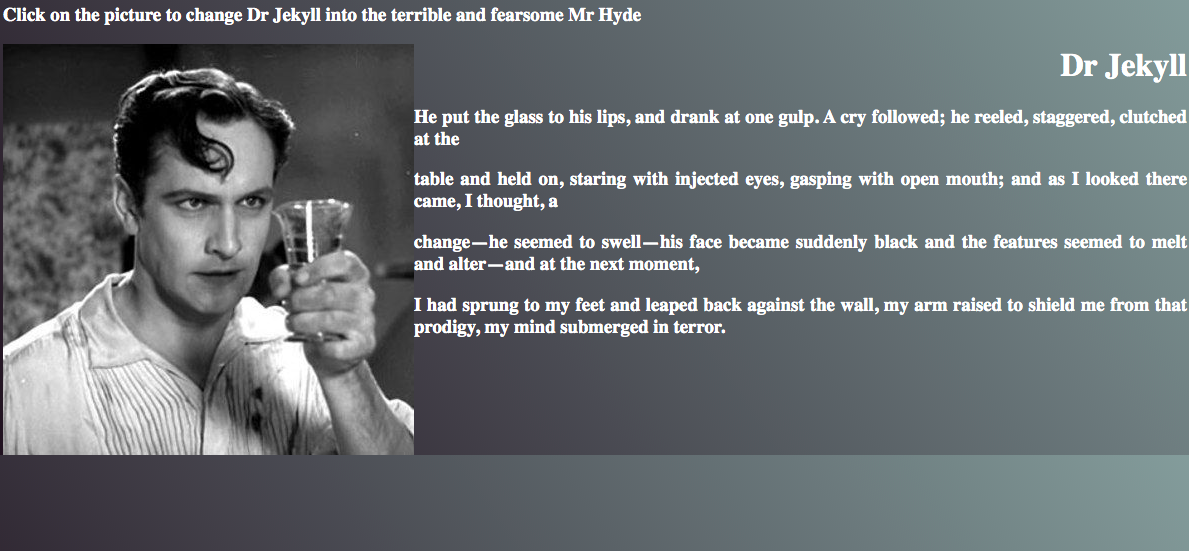 Click on the picture to change Dr Jekyll into the terrible and fearsome Mr Hyde
Dr Jekyll
He put the glass to his lips, and drank at one gulp. A cry followed; he reeled, staggered, clutched
at the
table and held on, staring with injected eyes, gasping with open mouth; and as I looked there
came, I thought, a
change—he seemed to swell—his face became suddenly black and the features seemed to melt
and alter—and at the next moment,
I had sprung to my feet and leaped back against the wall, my arm raised to shield me from that
prodigy, my mind submerged in terror.